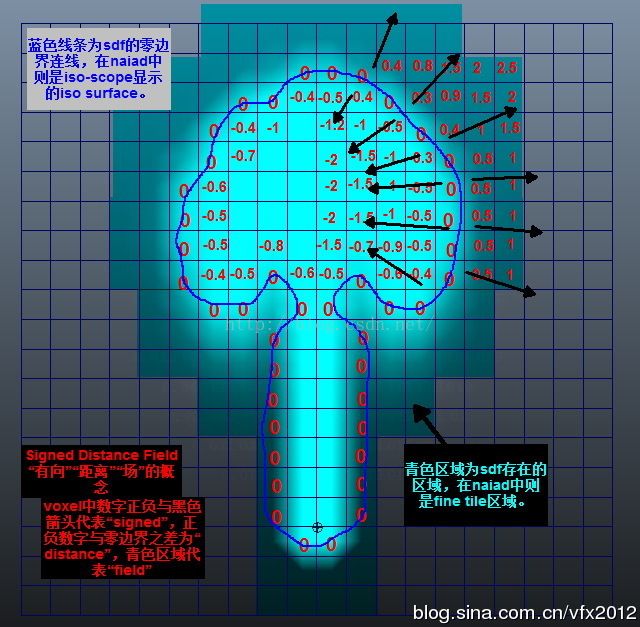 蓝色线条为sdf的零边
界连线，在naiad中
则是iso-scope显示
的iso surface。
0 0 0 0.4 0.8 1.5 2 2.5
0 0 -0.4 -0.5 0.4 0 0.3 0.9 1.5 2
0 -0.4 -1 -1.2 -1 -0.5 0 0.4 1 1.5
0 -0.7 -2 -1.5 -1 0.3 0 0.5 1
0 -0.6 -2 -1.5 1 -0.5 0 0.5 1
0 -0.5 -2 -1.5 -1 -0.5 0 0.5 1
0 -0.5 -0.8 -1.5 -0.7 -0.9 -0.5 0 0.5 1
-0.4 -0.5 0 -0.6 -0.5 0 -0.6 0.4 0 0.5 1
0 0 0 0 0 0
http://blog.csdn.net/
0 0
0 0
0 0
0 0
0 0
0 0
0 0
0 0
Signed Distance Field
“有向”“距离”“场”的概
念
voxel中数字正负与黑色
箭头代表“signed”，正
负数字与零边界之差为“
distance”，青色区域代
表“field”
青色区域为sdf存在的
区域，在naiad中则
是fine tile区域。
blog.sina.com.cn/vfx2012